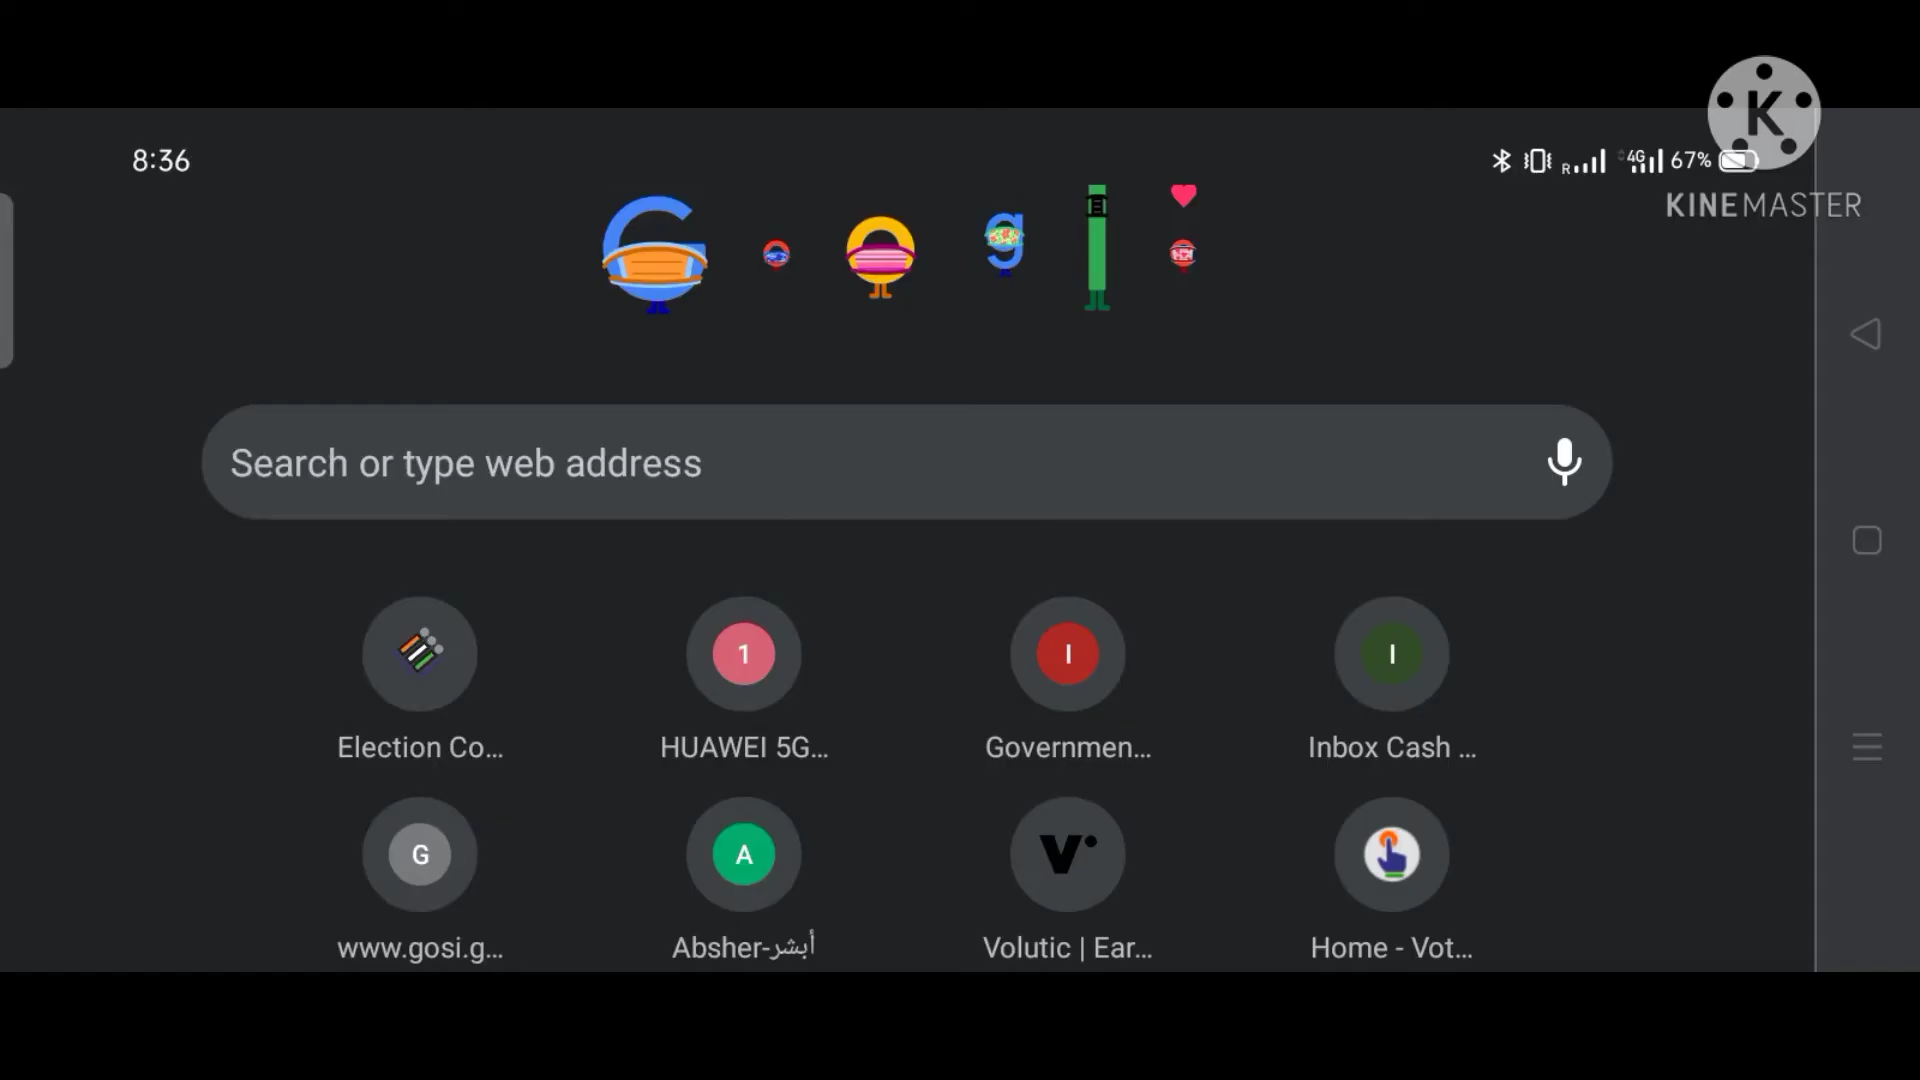 8:36
R 4G 67%
K
KINEMASTER
G o o g l e
Search or type web address
1
I
I
Election Co...
HUAWEI 5G...
Governmen...
Inbox Cash ...
G
A
V
www.gosi.g...
Absher-أبشر
Volutic | Ear...
Home - Vot...